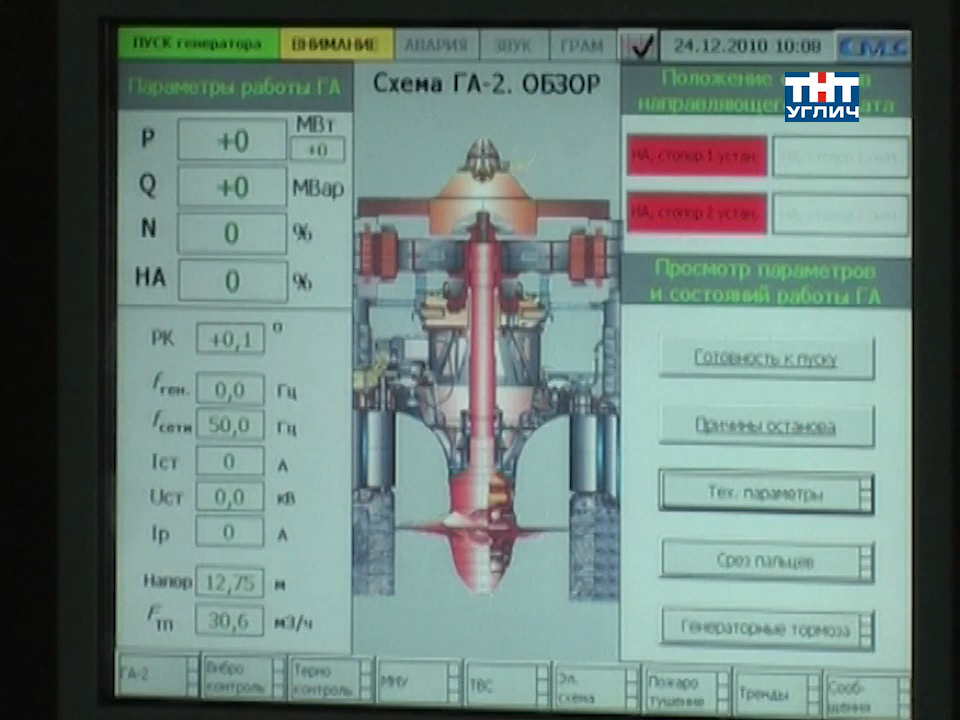 ПУСК генератора
ВНИМАНИЕ
АВАРИЯ
ЗВУК
ГРАМ
24.12.2010 10:08
ТНТ
УГЛИЧ
Параметры работы ГА
P +0 МВт
+0
Q +0 МВар
N 0 %
НА 0 %
РК +0,1 °
fген. 0,0 Гц
fсети 50,0 Гц
Iст 0 А
Uст 0,0 кВ
Iр 0 А
Напор 12,75 м
Fтп 30,6 м3/ч
Схема ГА-2. ОБЗОР
Положение
направляющего
НА, стопор 1 устан.
НА, стопор 2 устан.
Просмотр параметров
и состояний работы ГА
Готовность к пуску
Причины останова
Тех. параметры
Срез пальцев
Генераторные тормоза
ГА-2
Вибро
контроль
Термо
контроль
МНУ
ТВС
Эл.
схема
Пожаро
тушение
Тренды
Сооб-
щения